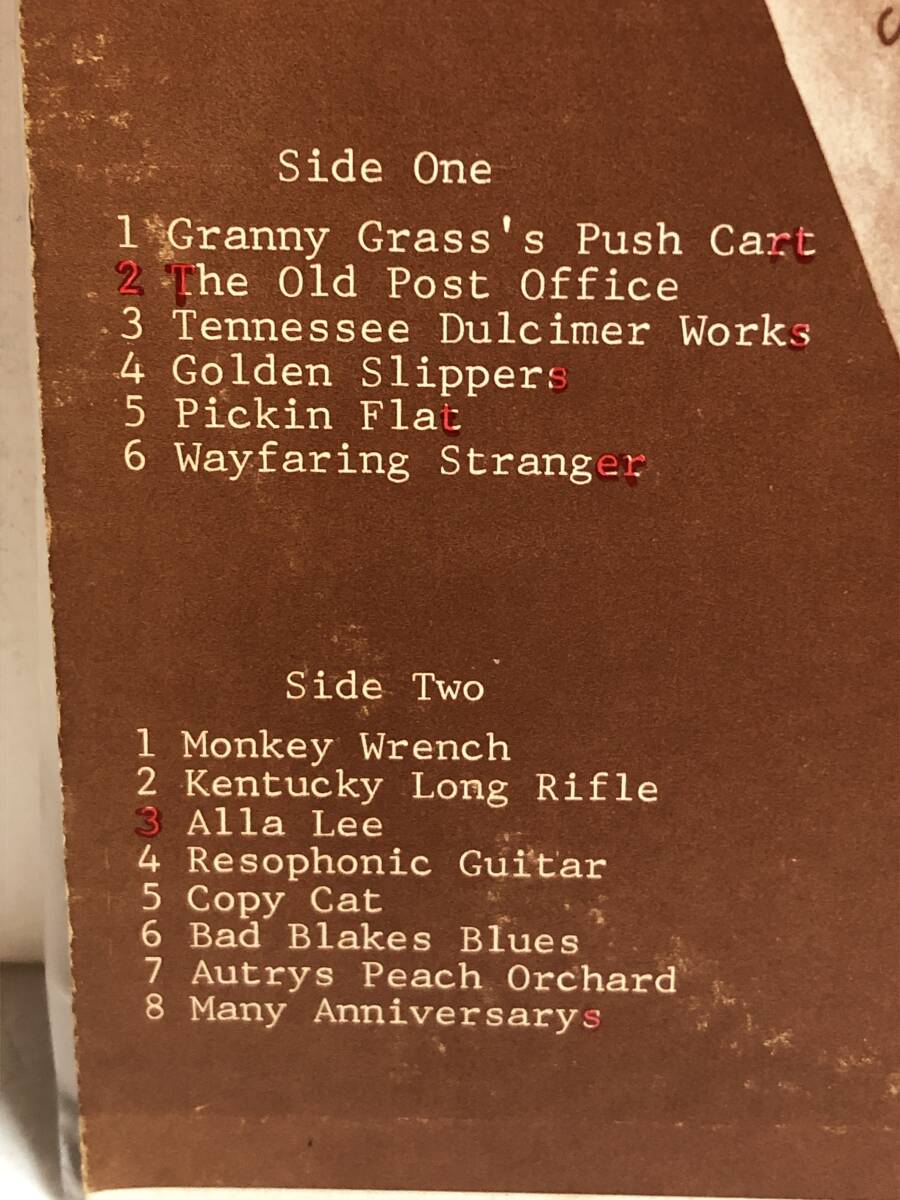 Side One
1 Granny Grass's Push Cart
2 The Old Post Office
3 Tennessee Dulcimer Works
4 Golden Slippers
5 Pickin Flat
6 Wayfaring Stranger
Side Two
1 Monkey Wrench
2 Kentucky Long Rifle
3 Alla Lee
4 Resophonic Guitar
5 Copy Cat
6 Bad Blakes Blues
7 Autrys Peach Orchard
8 Many Anniversarys